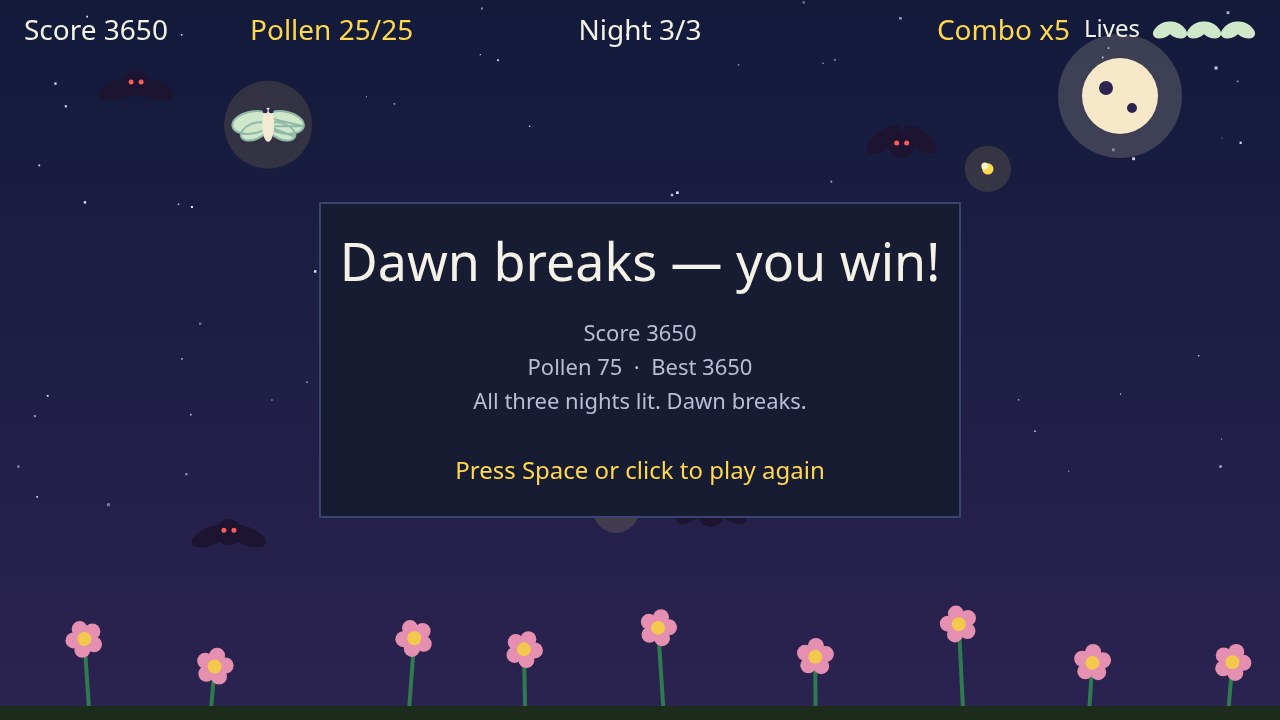 Score 3650 Pollen 25/25 Night 3/3 Combo x5 Lives
Dawn breaks — you win!
Score 3650
Pollen 75 · Best 3650
All three nights lit. Dawn breaks.
Press Space or click to play again